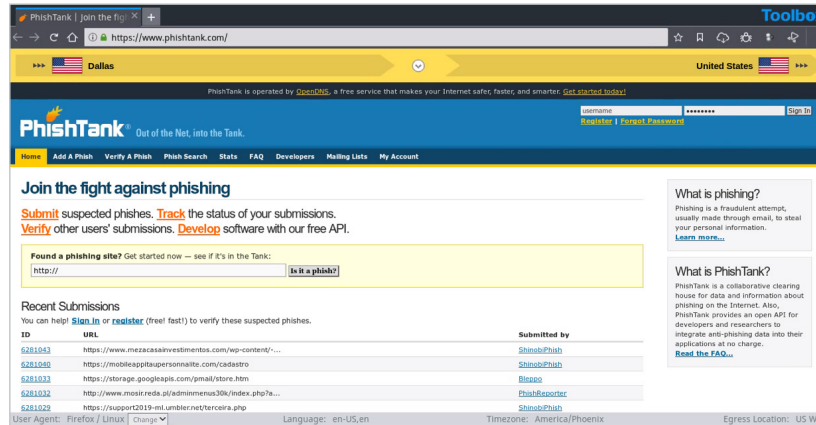 PhishTank | Join the fig
Toolbo
https://www.phishtank.com/
Dallas
United States
PhishTank is operated by OpenDNS, a free service that makes your Internet safer, faster, and smarter. Get started today!
username
Sign In
Register | Forgot Password
PhishTank® Out of the Net, into the Tank.
Home Add A Phish Verify A Phish Phish Search Stats FAQ Developers Mailing Lists My Account
Join the fight against phishing
Submit suspected phishes. Track the status of your submissions.
Verify other users' submissions. Develop software with our free API.
Found a phishing site? Get started now — see if it's in the Tank:
http:// Is it a phish?
Recent Submissions
You can help! Sign in or register (free! fast!) to verify these suspected phishes.
ID URL Submitted by
6281043 https://www.mezacasainvestimentos.com/wp-content/-... ShinobiPhish
6281040 https://mobileappitaupersonnalite.com/cadastro ShinobiPhish
6281033 https://storage.googleapis.com/pmail/store.htm Bleppo
6281032 http://www.mosir.reda.pl/adminmenus30k/index.php?a... PhishReporter
6281029 https://support2019-ml.umbler.net/terceira.php ShinobiPhish
What is phishing?
Phishing is a fraudulent attempt,
usually made through email, to steal
your personal information.
Learn more...
What is PhishTank?
PhishTank is a collaborative clearing
house for data and information about
phishing on the Internet. Also,
PhishTank provides an open API for
developers and researchers to
integrate anti-phishing data into their
applications at no charge.
Read the FAQ...
User Agent: Firefox / Linux Change Language: en-US,en Timezone: America/Phoenix Egress Location: US W